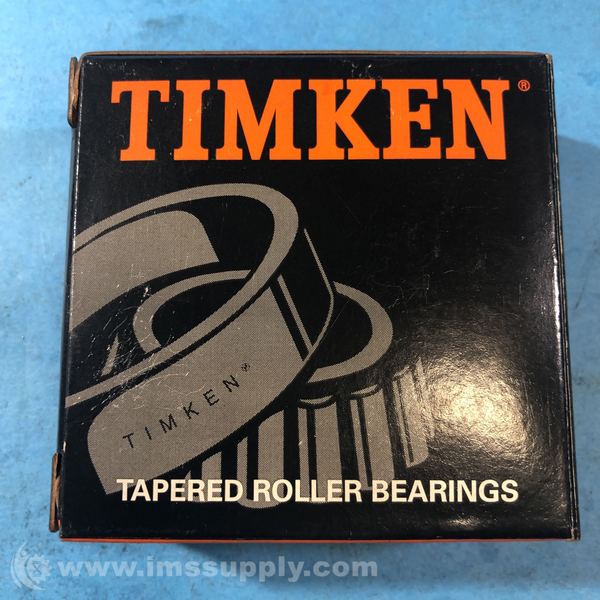 TIMKEN®
TIMKEN®
TAPERED ROLLER BEARINGS
www.imssupply.com